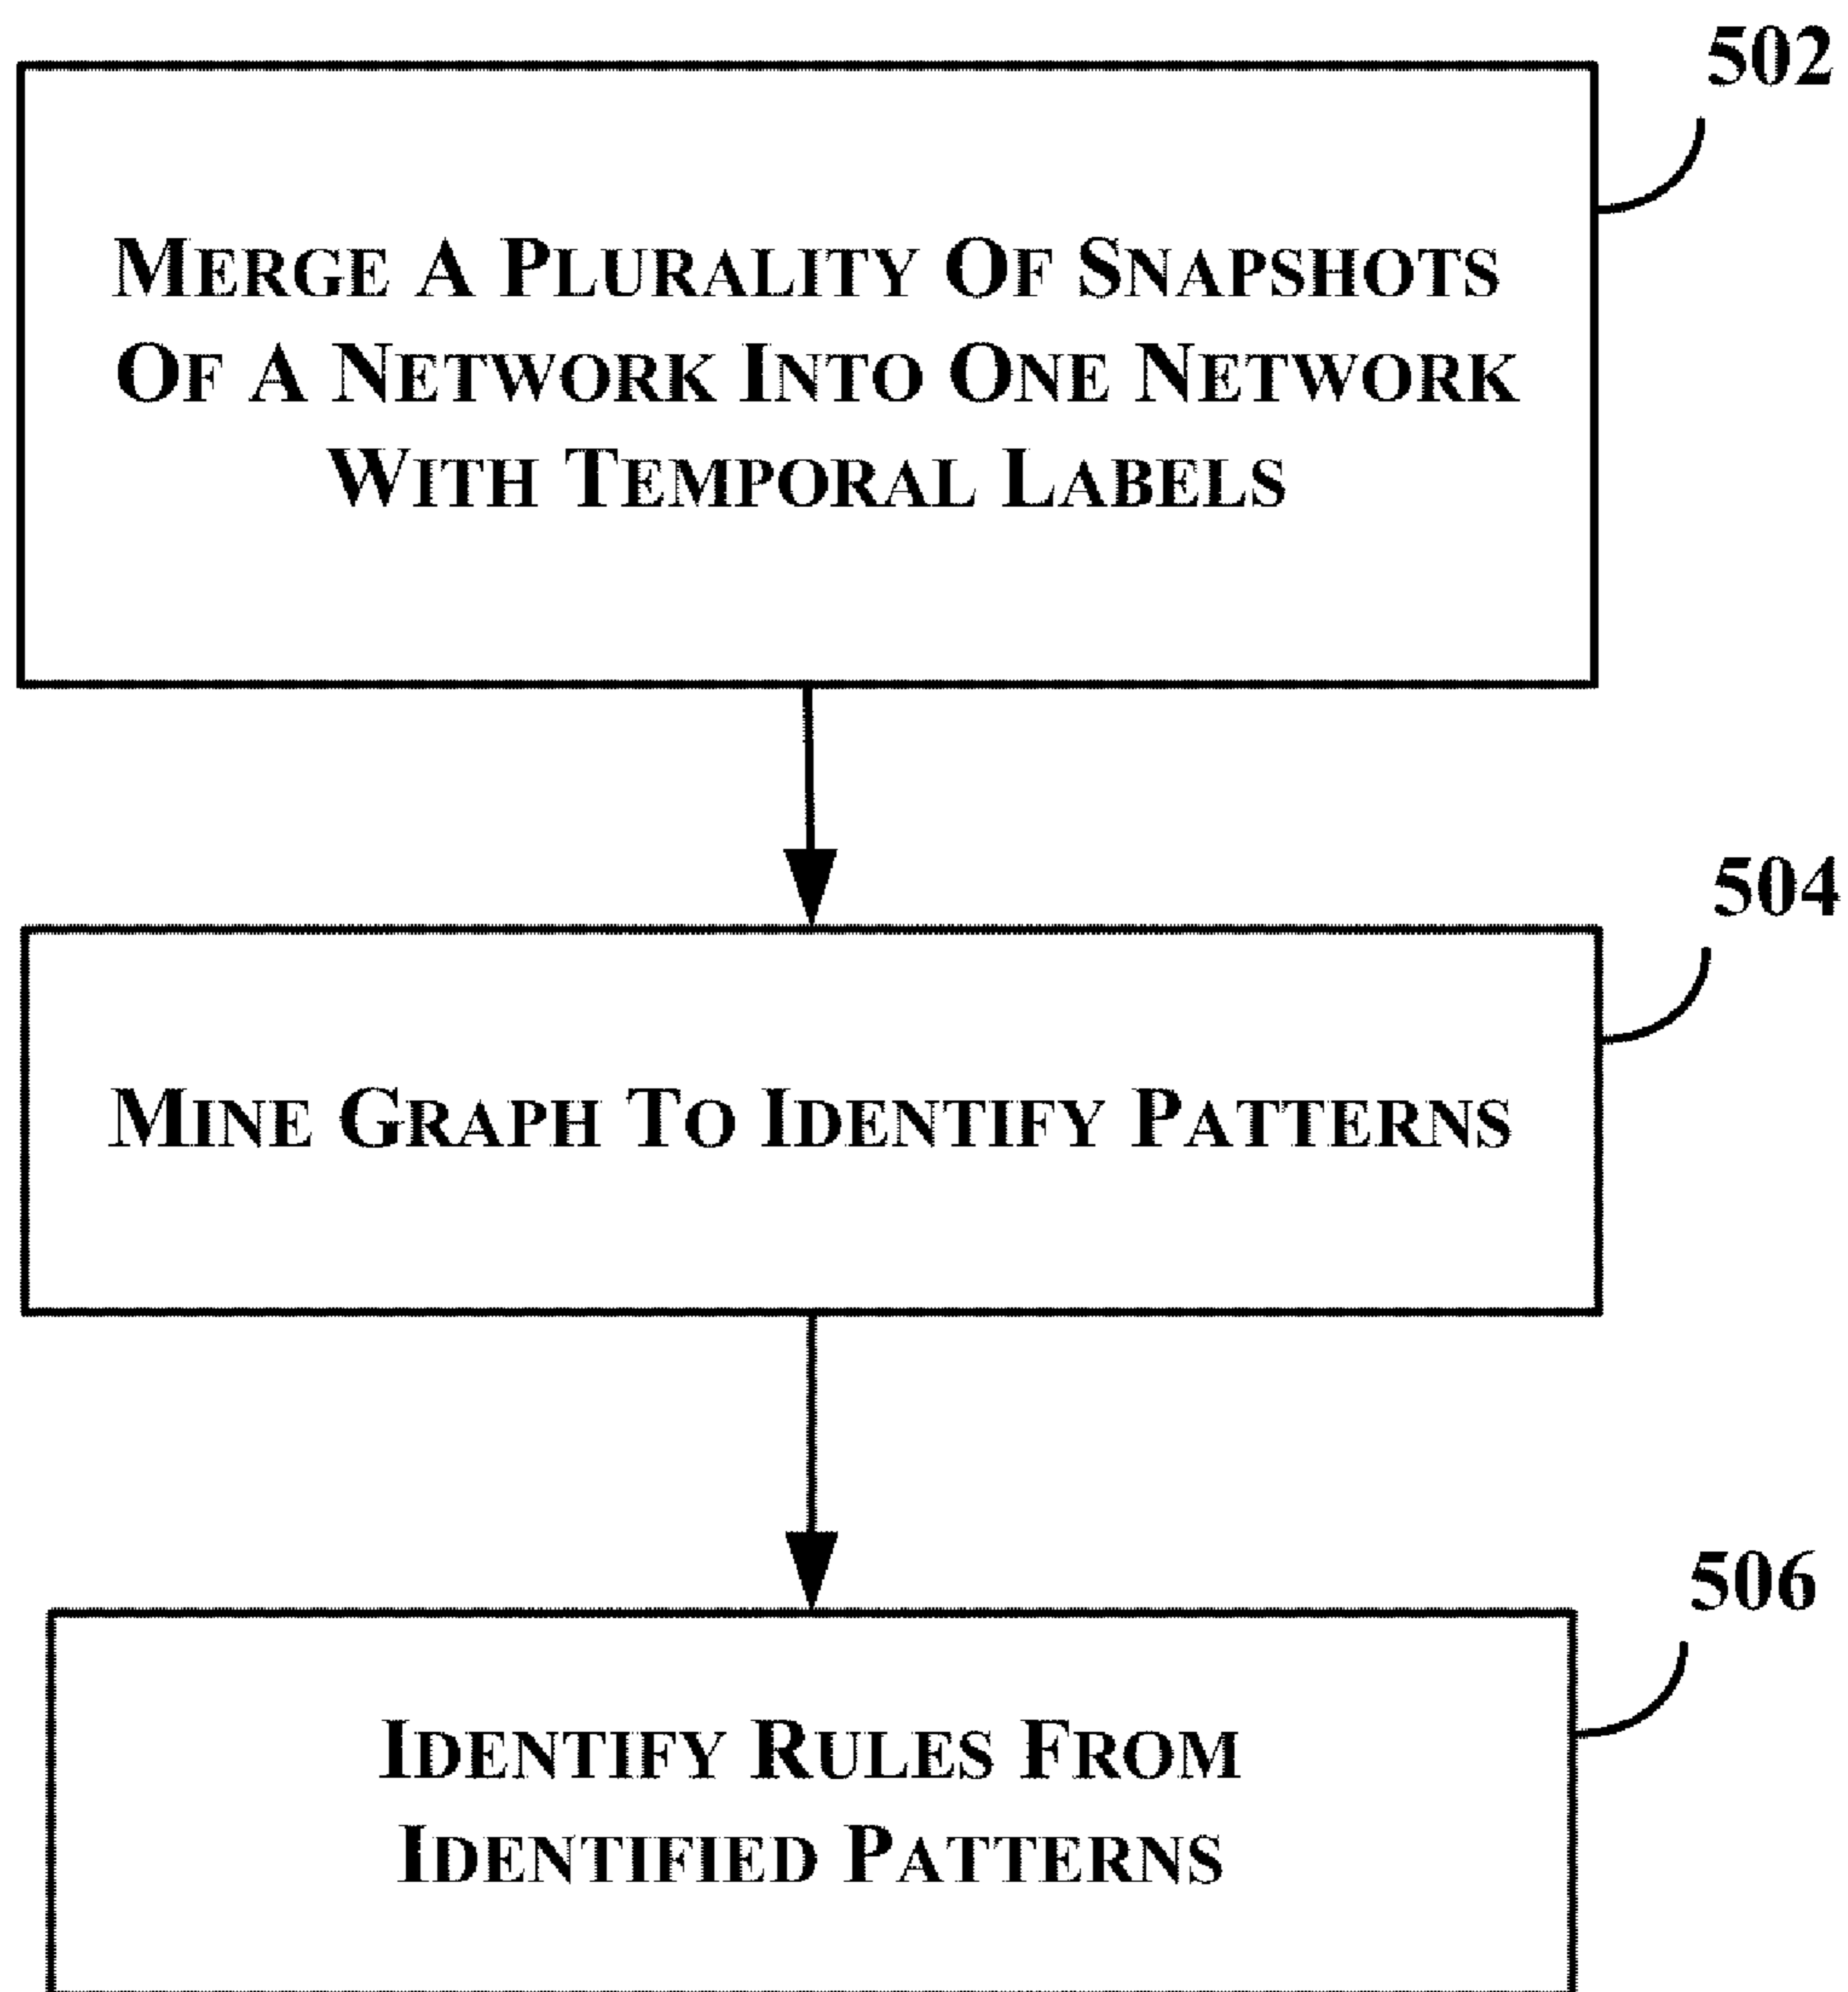 502
MERGE A PLURALITY OF SNAPSHOTS
OF A NETWORK INTO ONE NETWORK
WITH TEMPORAL LABELS
504
MINE GRAPH TO IDENTIFY PATTERNS
506
IDENTIFY RULES FROM
IDENTIFIED PATTERNS